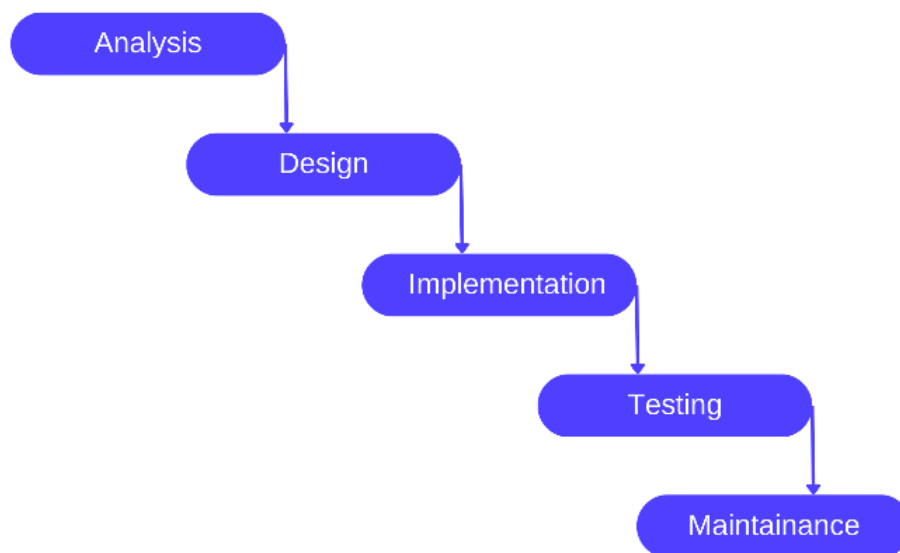 Analysis
Design
Implementation
Testing
Maintainance